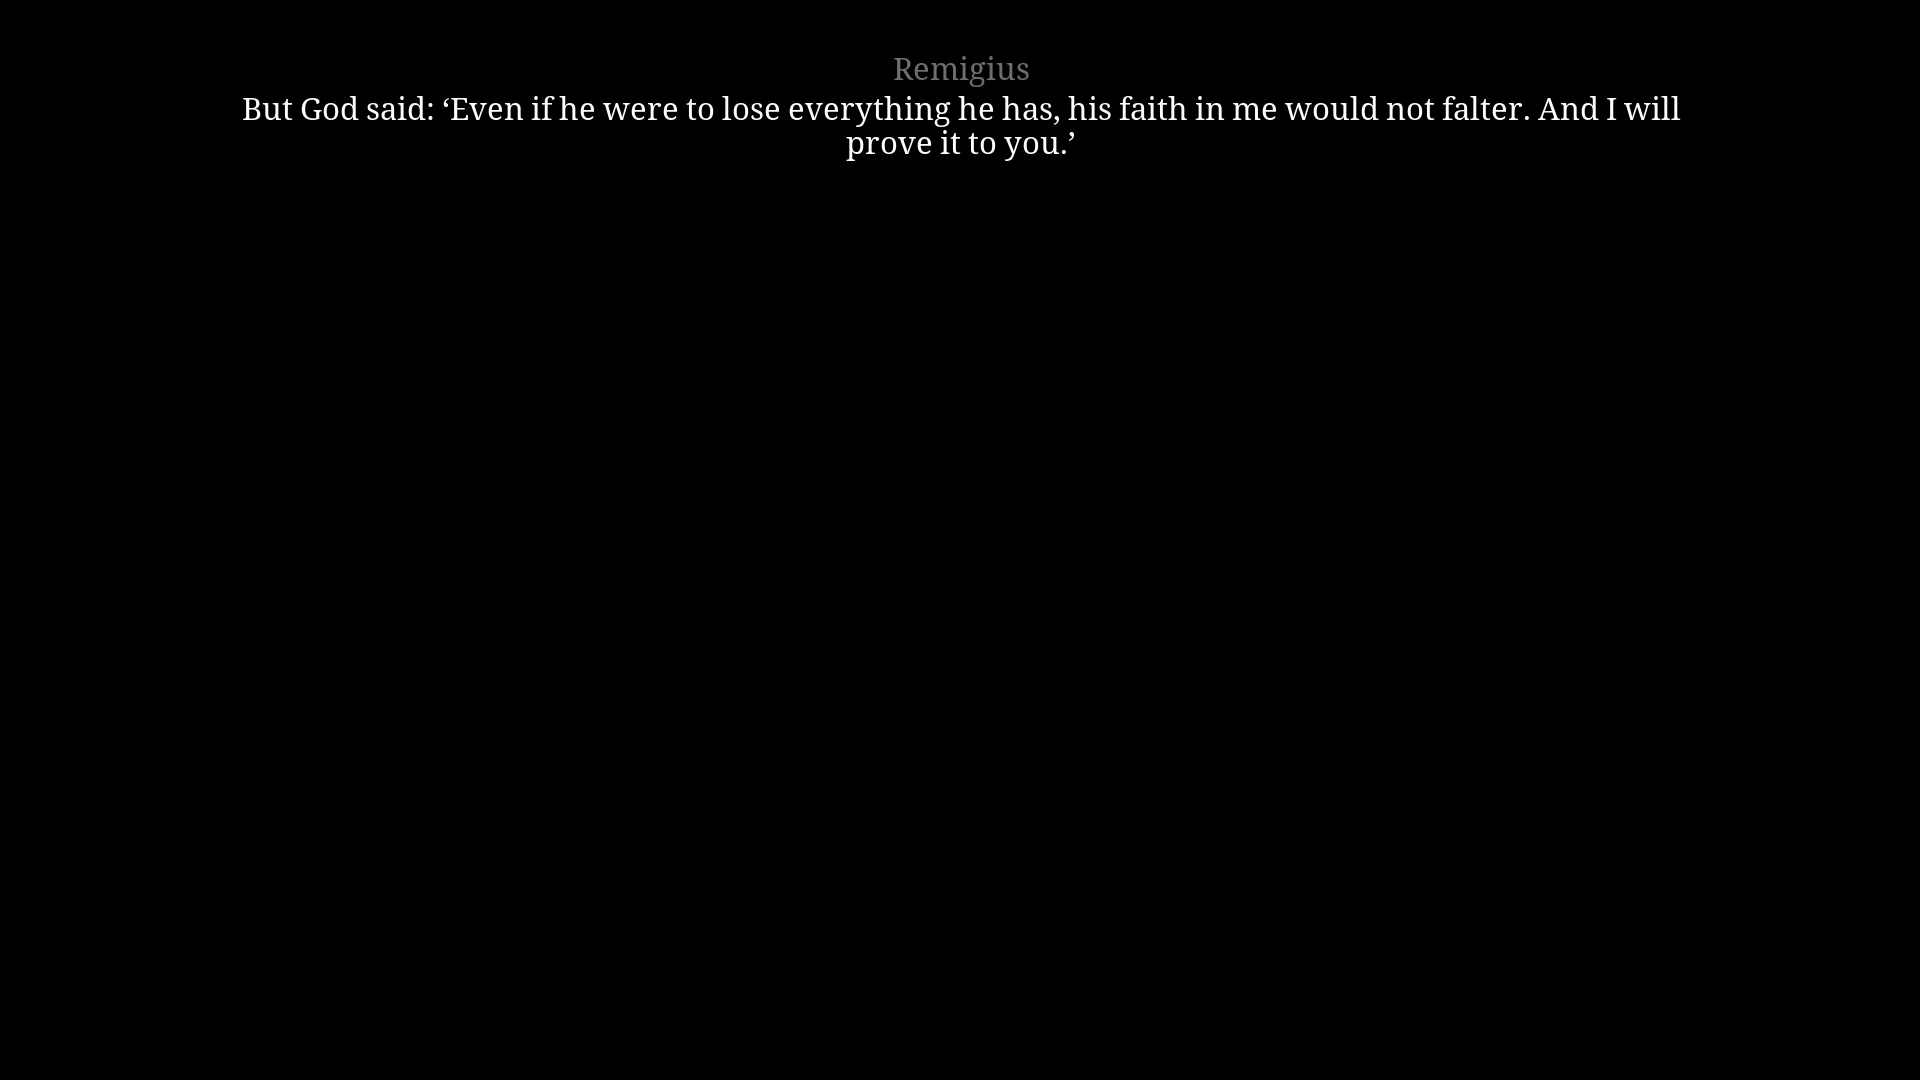 Remigius
But God said: ‘Even if he were to lose everything he has, his faith in me would not falter. And I will
prove it to you.’